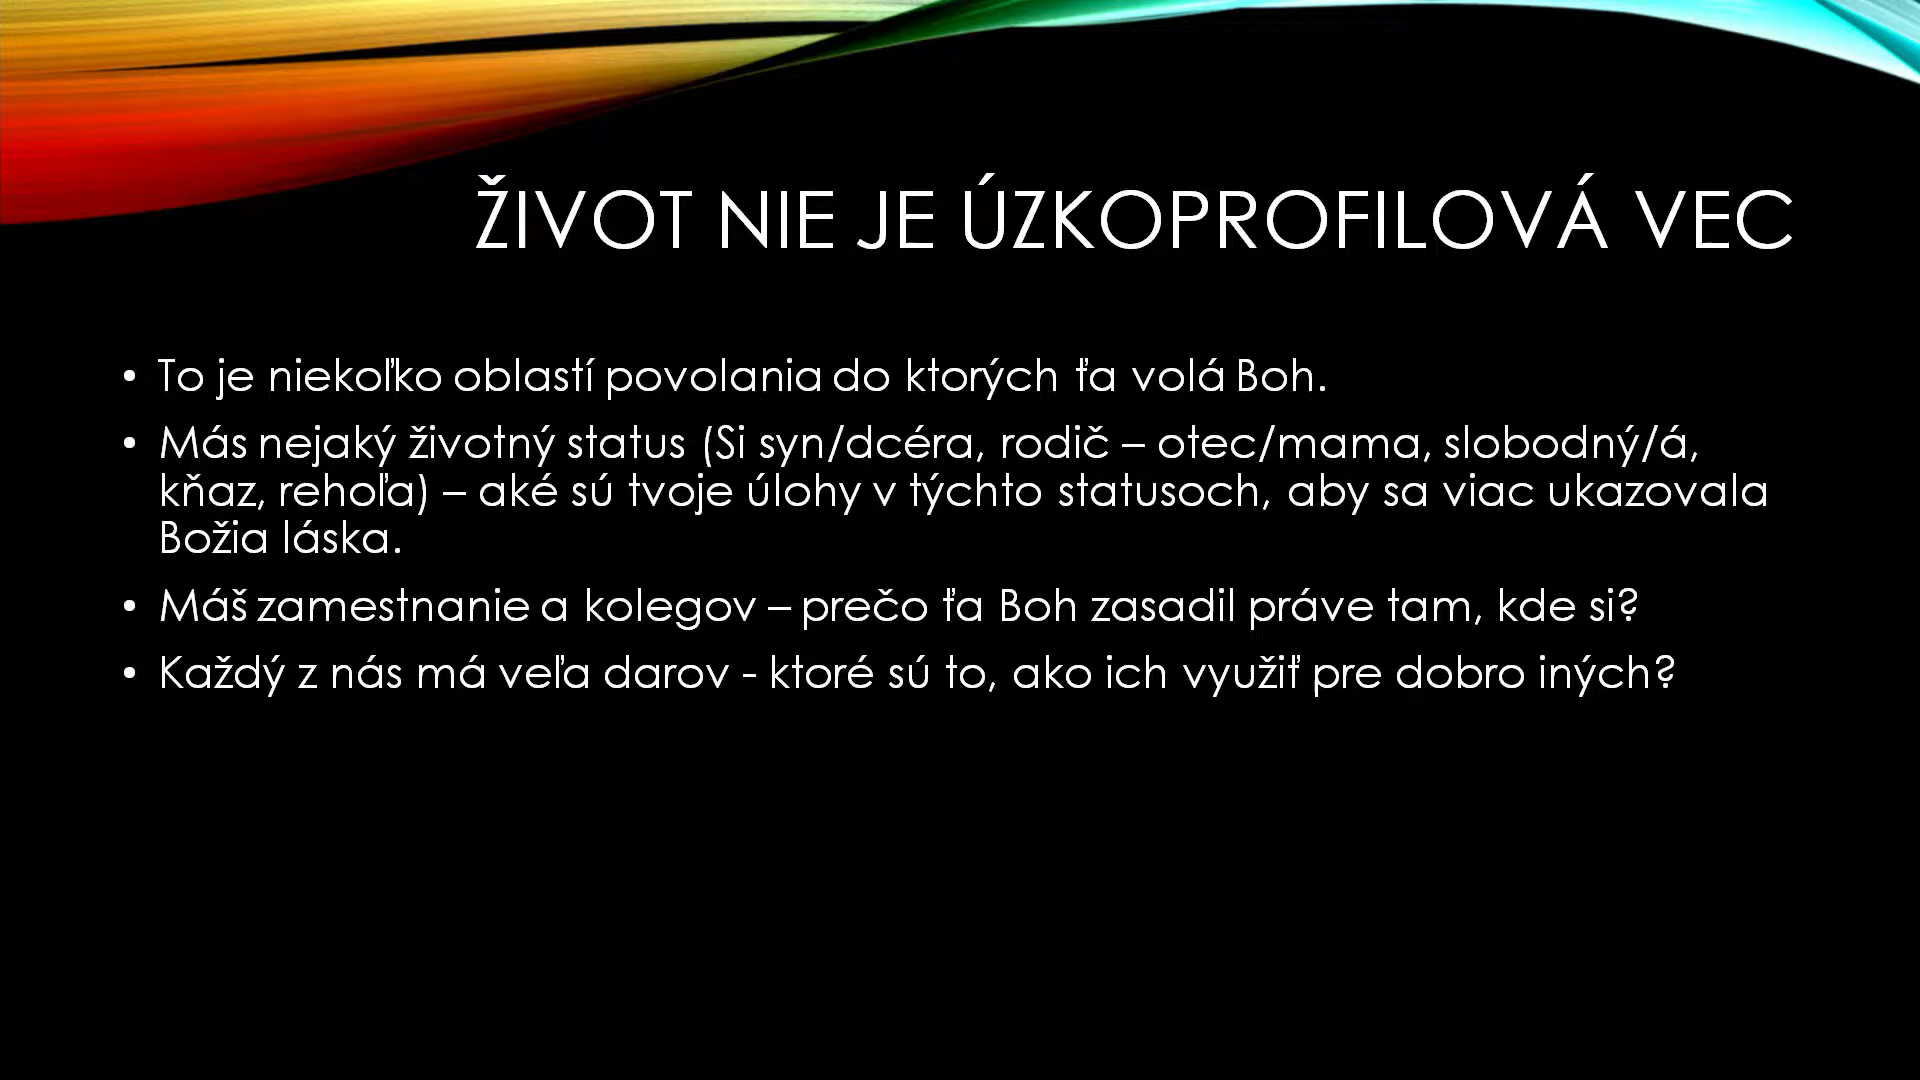 ŽIVOT NIE JE ÚZKOPROFILOVÁ VEC
• To je niekoľko oblastí povolania do ktorých ťa volá Boh.
• Más nejaký životný status (Si syn/dcéra, rodič – otec/mama, slobodný/á,
kňaz, rehoľa) – aké sú tvoje úlohy v týchto statusoch, aby sa viac ukazovala
Božia láska.
• Máš zamestnanie a kolegov – prečo ťa Boh zasadil práve tam, kde si?
• Každý z nás má veľa darov - ktoré sú to, ako ich využiť pre dobro iných?